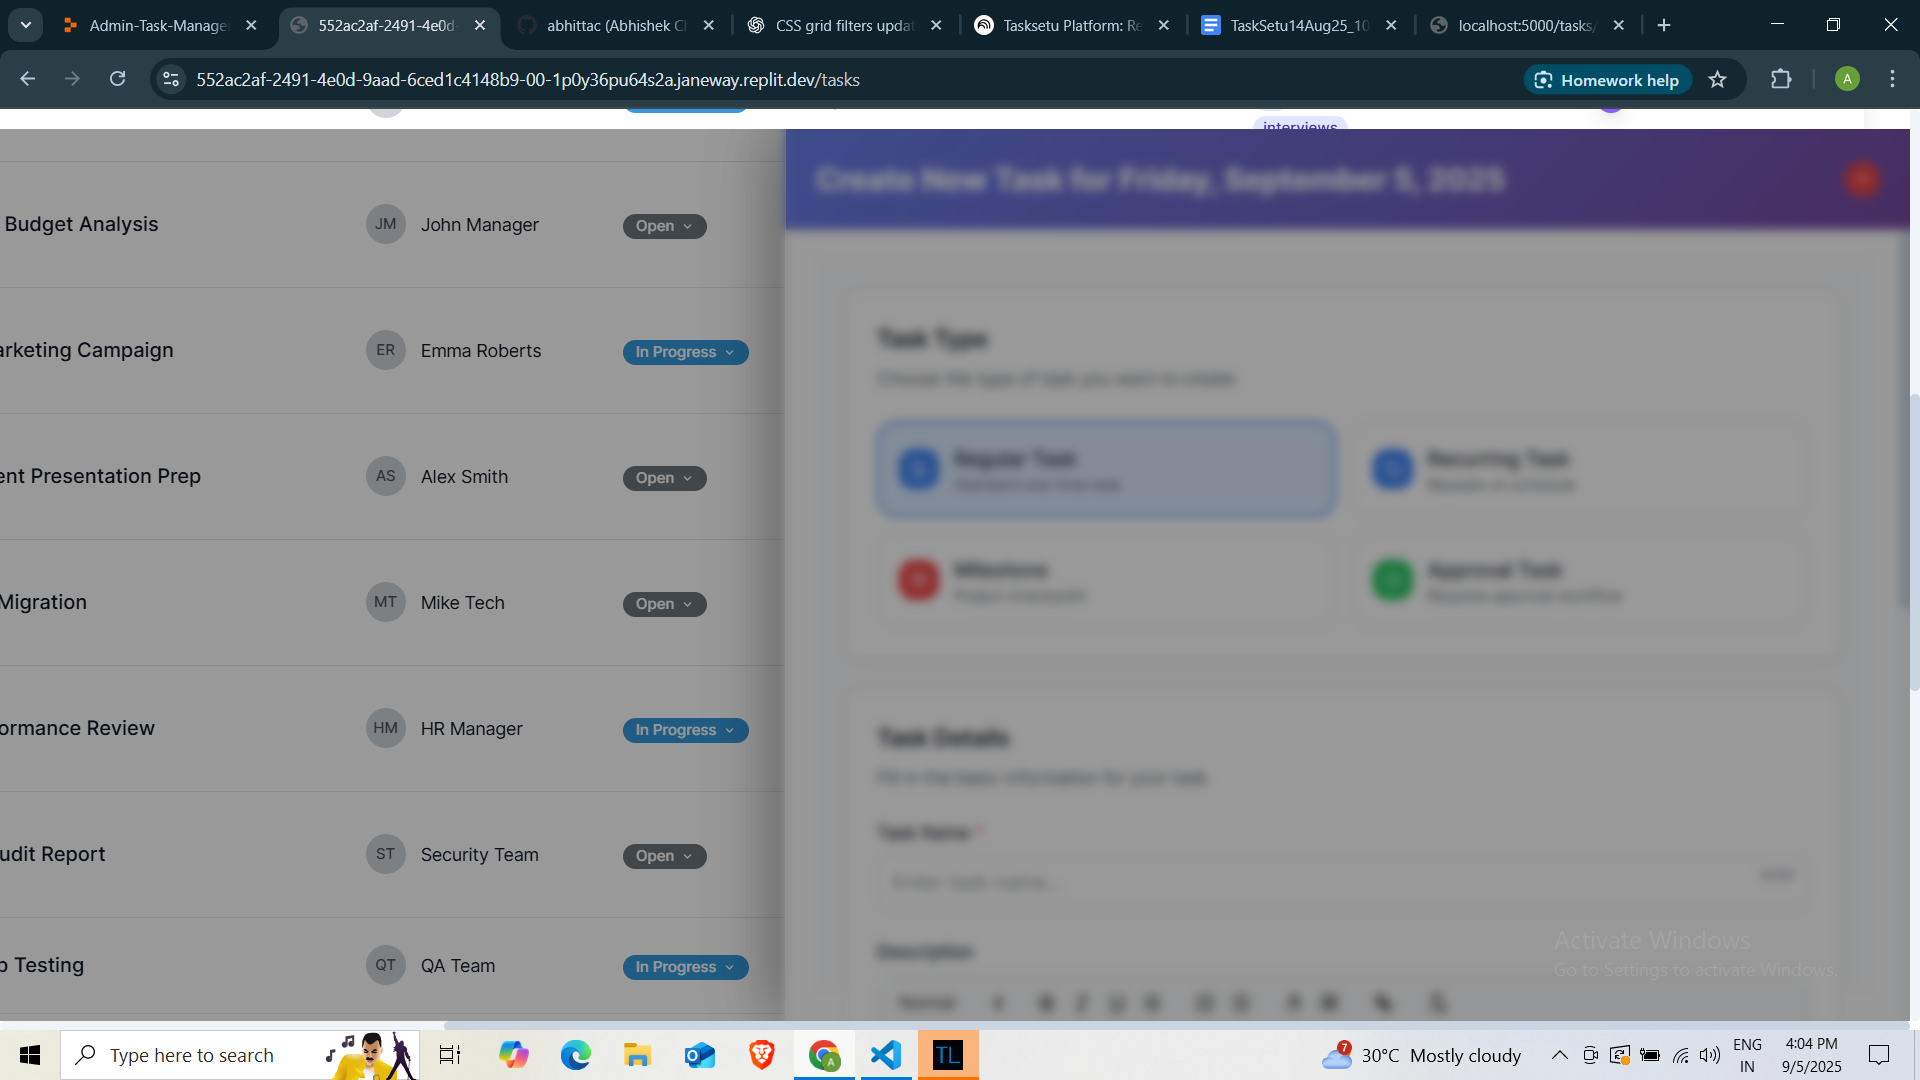 Admin-Task-Manage
552ac2af-2491-4e0d-
abhittac (Abhishek Cl
CSS grid filters updat
Tasksetu Platform: Re
TaskSetu14Aug25_10
localhost:5000/tasks/
552ac2af-2491-4e0d-9aad-6ced1c4148b9-00-1p0y36pu64s2a.janeway.replit.dev/tasks
Homework help
A
interviews
Create New Task for Friday, September 5, 2025
Budget Analysis
JM
John Manager
Open
arketing Campaign
ER
Emma Roberts
In Progress
ent Presentation Prep
AS
Alex Smith
Open
Migration
MT
Mike Tech
Open
ormance Review
HM
HR Manager
In Progress
udit Report
ST
Security Team
Open
p Testing
QT
QA Team
In Progress
Task Type
Choose the type of task you want to create
Regular Task
Standard one-time task
Recurring Task
Repeats on schedule
Milestone
Project checkpoint
Approval Task
Requires approval workflow
Task Details
Fill in the basic information for your task
Task Name *
Enter task name...
Description
Normal
Activate Windows
Go to Settings to activate Windows.
Type here to search
TL
7
30°C Mostly cloudy
ENG
IN
4:04 PM
9/5/2025